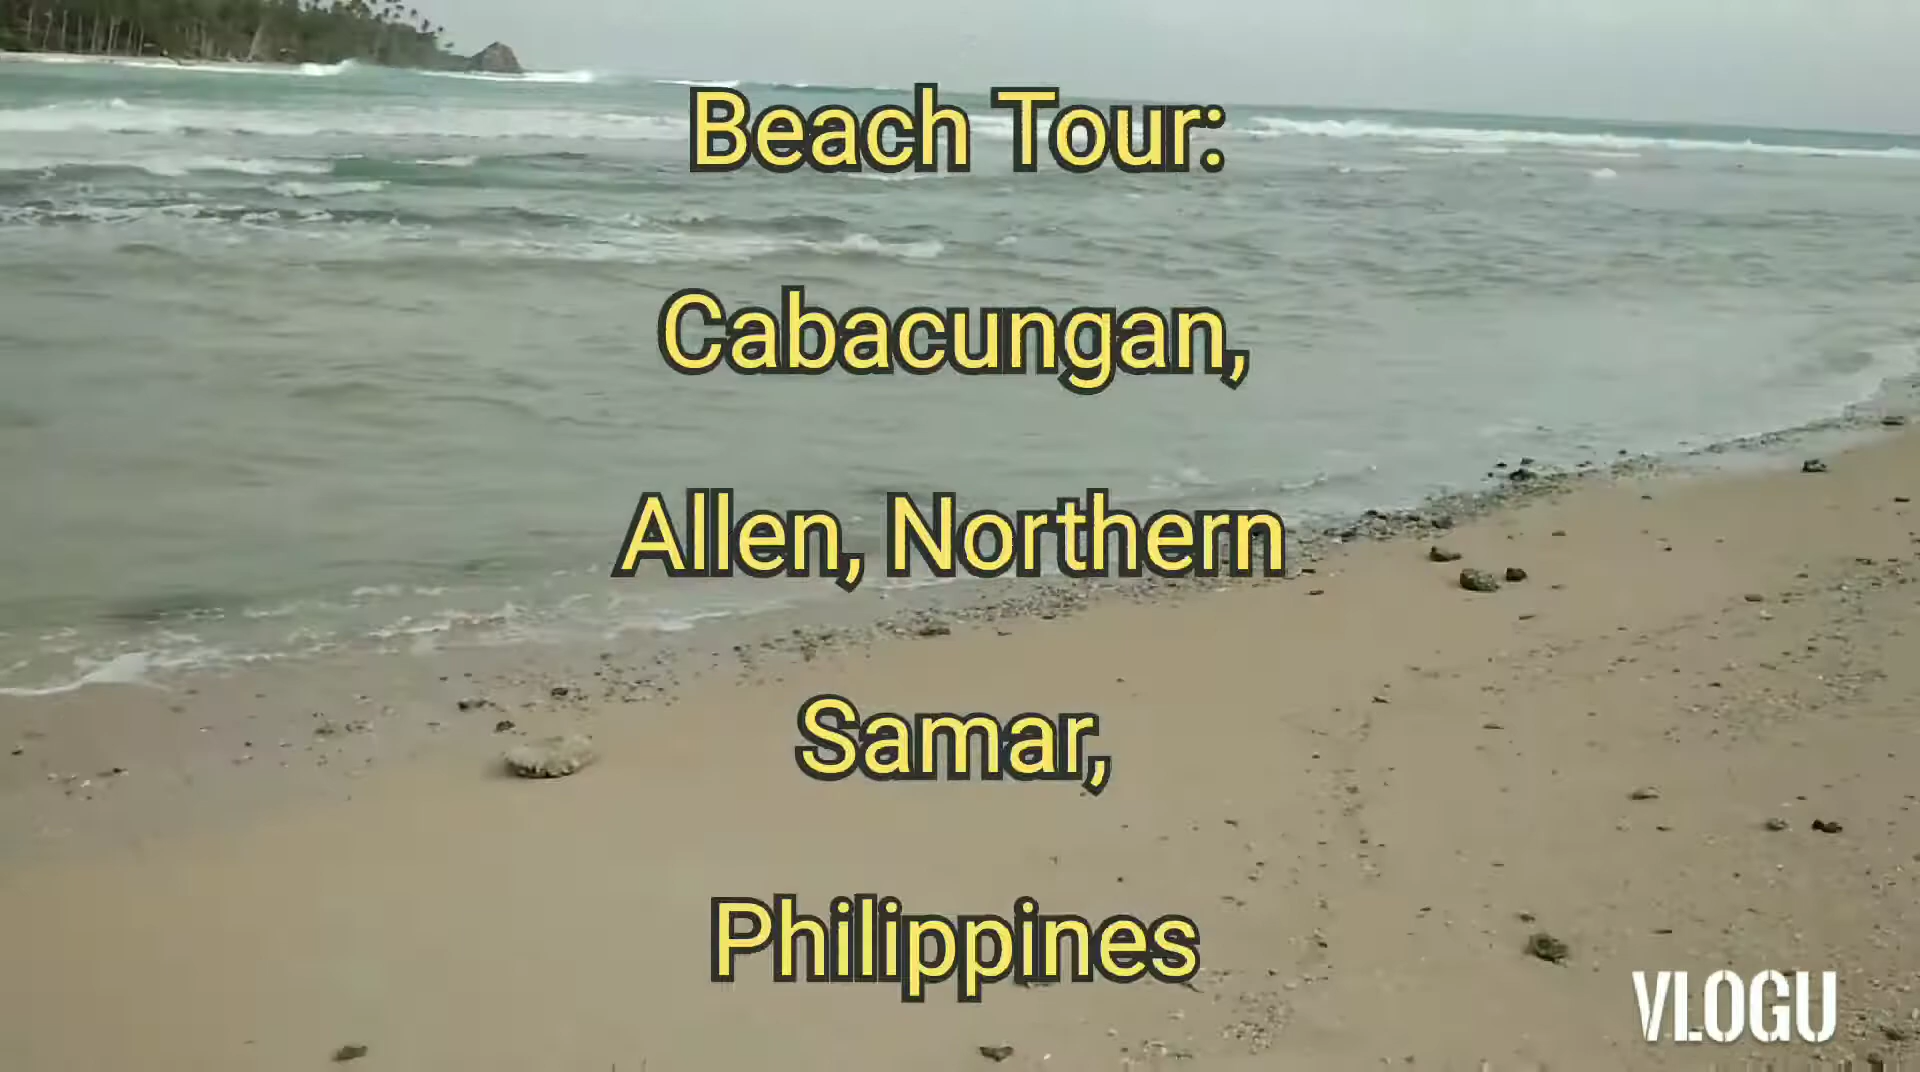 Beach Tour:
Cabacungan,
Allen, Northern
Samar,
Philippines
VLOGU